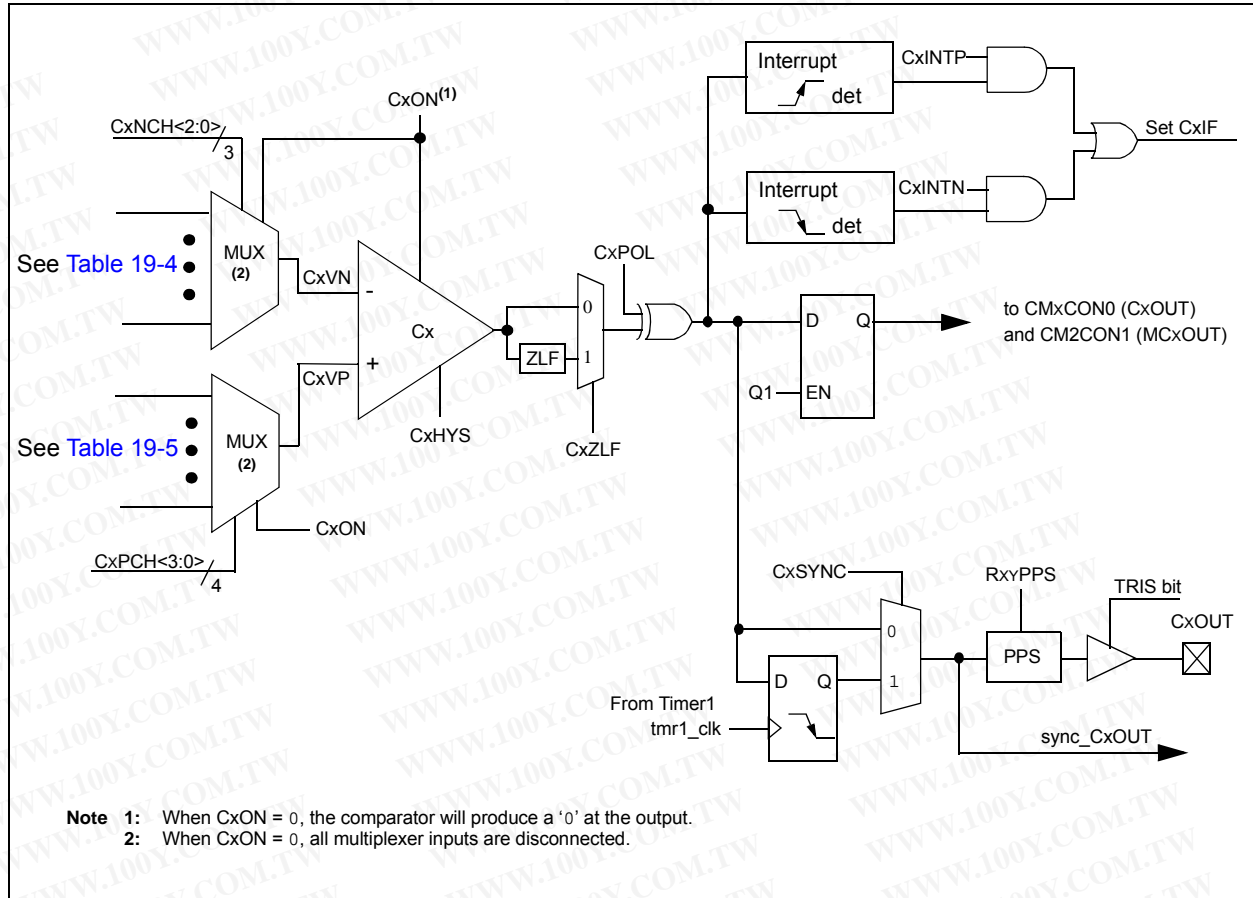 CxON(1)
CxNCH<2:0>
3
See Table 19-4
MUX
(2)
CxVN
-
Cx
+
CxVP
See Table 19-5
MUX
(2)
CxON
CxPCH<3:0>
4
CxHYS
0
ZLF
1
CxZLF
CxPOL
Interrupt
det
CxINTP
Interrupt
det
CxINTN
Set CxIF
D Q
Q1
EN
to CMxCON0 (CxOUT)
and CM2CON1 (MCxOUT)
CxSYNC
0
1
D Q
From Timer1
tmr1_clk
RxyPPS
PPS
TRIS bit
CxOUT
sync_CxOUT
Note 1: When CxON = 0, the comparator will produce a ‘0’ at the output.
2: When CxON = 0, all multiplexer inputs are disconnected.
WWW.100Y.COM.TW